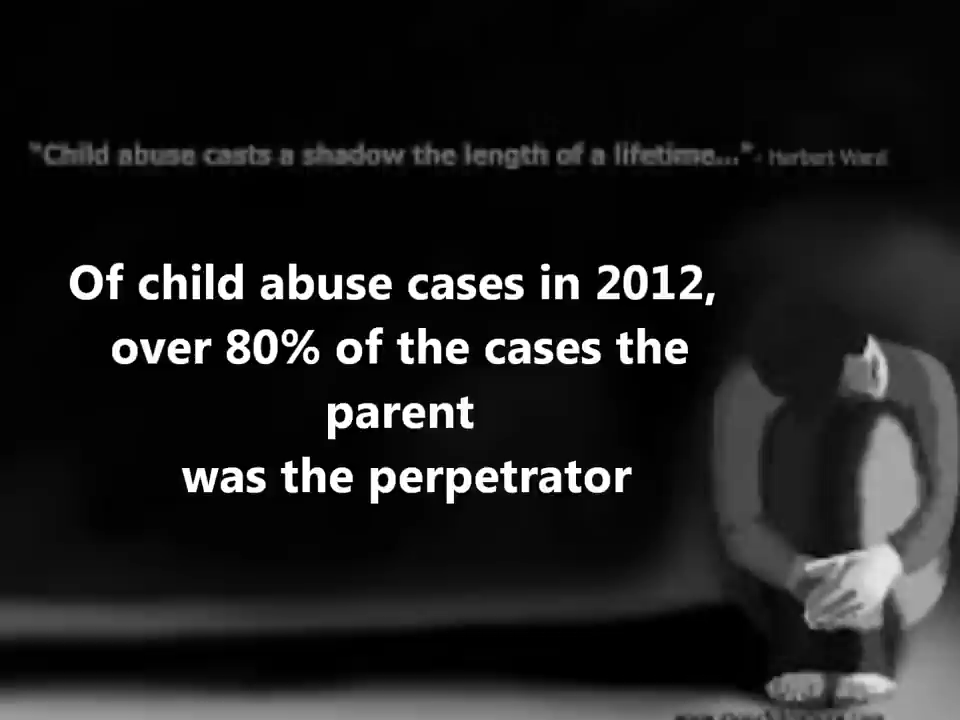 "Child abuse casts a shadow the length of a lifetime..." - Herbert Ward
Of child abuse cases in 2012,
over 80% of the cases the
parent
was the perpetrator